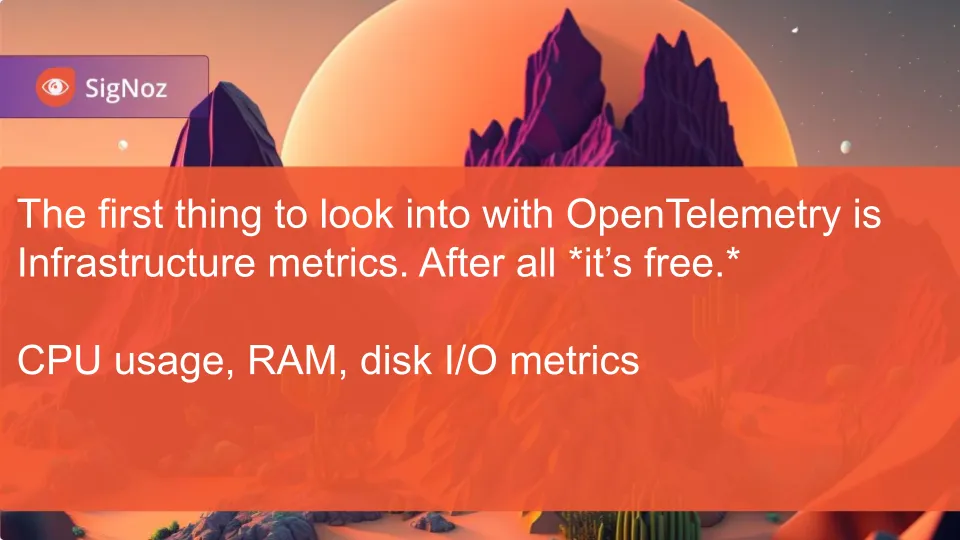 SigNoz
The first thing to look into with OpenTelemetry is
Infrastructure metrics. After all *it’s free.*
CPU usage, RAM, disk I/O metrics